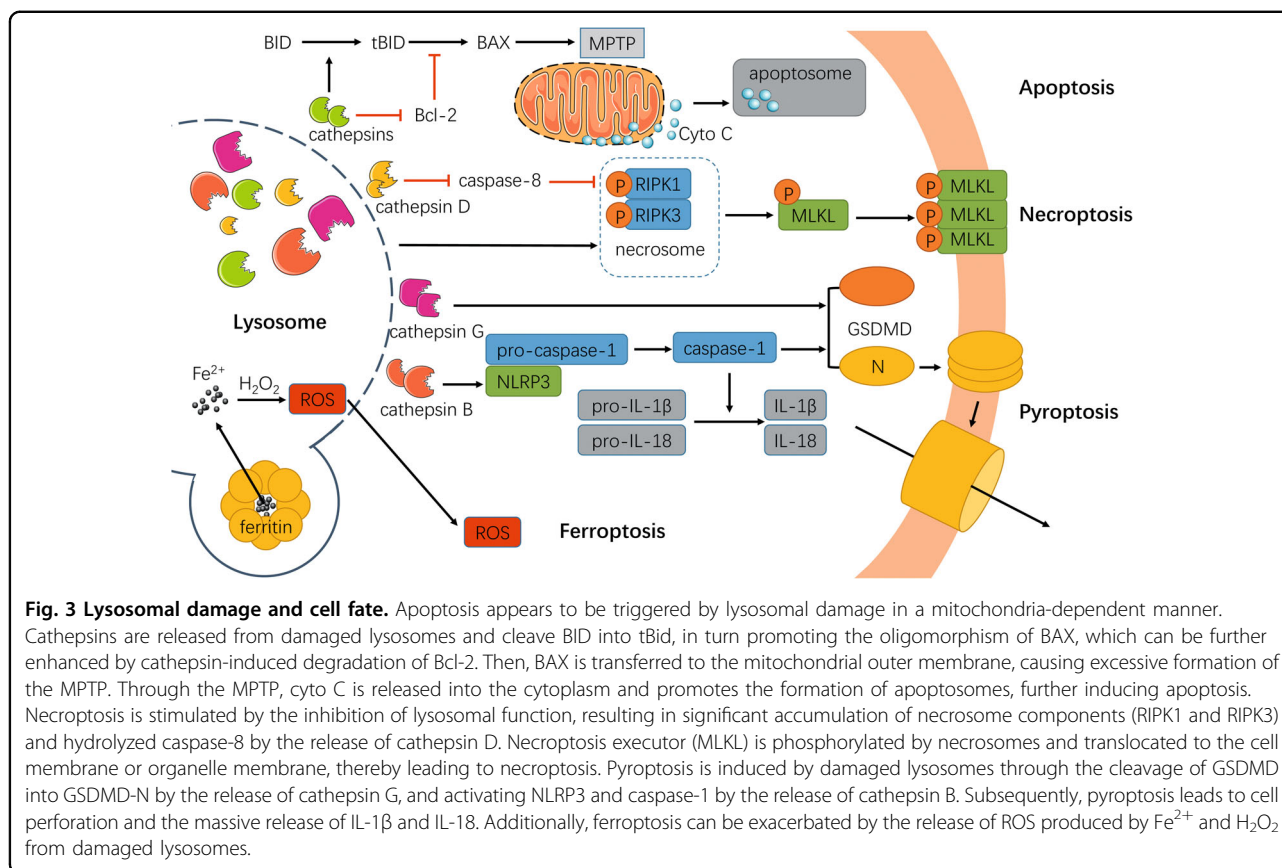 BID tBID BAX MPTP
apoptosome
Apoptosis
Bcl-2
cathepsins
Cyto C
cathepsin D
caspase-8
P RIPK1
P RIPK3
necrosome
P
MLKL
P MLKL
P MLKL
P MLKL
Necroptosis
Lysosome
cathepsin G
GSDMD
N
pro-caspase-1
caspase-1
NLRP3
cathepsin B
pro-IL-1β
IL-1β
pro-IL-18
IL-18
Pyroptosis
Fe²⁺
H₂O₂
ROS
ferritin
ROS
Ferroptosis
Fig. 3 Lysosomal damage and cell fate. Apoptosis appears to be triggered by lysosomal damage in a mitochondria-dependent manner.
Cathepsins are released from damaged lysosomes and cleave BID into tBid, in turn promoting the oligomorphism of BAX, which can be further
enhanced by cathepsin-induced degradation of Bcl-2. Then, BAX is transferred to the mitochondrial outer membrane, causing excessive formation of
the MPTP. Through the MPTP, cyto C is released into the cytoplasm and promotes the formation of apoptosomes, further inducing apoptosis.
Necroptosis is stimulated by the inhibition of lysosomal function, resulting in significant accumulation of necrosome components (RIPK1 and RIPK3)
and hydrolyzed caspase-8 by the release of cathepsin D. Necroptosis executor (MLKL) is phosphorylated by necrosomes and translocated to the cell
membrane or organelle membrane, thereby leading to necroptosis. Pyroptosis is induced by damaged lysosomes through the cleavage of GSDMD
into GSDMD-N by the release of cathepsin G, and activating NLRP3 and caspase-1 by the release of cathepsin B. Subsequently, pyroptosis leads to cell
perforation and the massive release of IL-1β and IL-18. Additionally, ferroptosis can be exacerbated by the release of ROS produced by Fe²⁺ and H₂O₂
from damaged lysosomes.